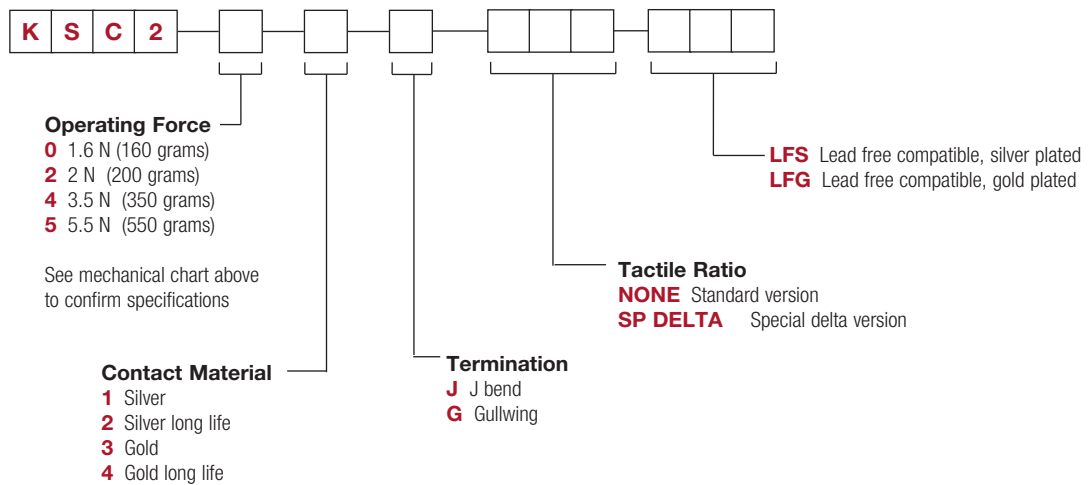 K S C 2
Operating Force
0 1.6 N (160 grams)
2 2 N (200 grams)
4 3.5 N (350 grams)
5 5.5 N (550 grams)
See mechanical chart above
to confirm specifications
Contact Material
1 Silver
2 Silver long life
3 Gold
4 Gold long life
Termination
J J bend
G Gullwing
Tactile Ratio
NONE Standard version
SP DELTA Special delta version
LFS Lead free compatible, silver plated
LFG Lead free compatible, gold plated